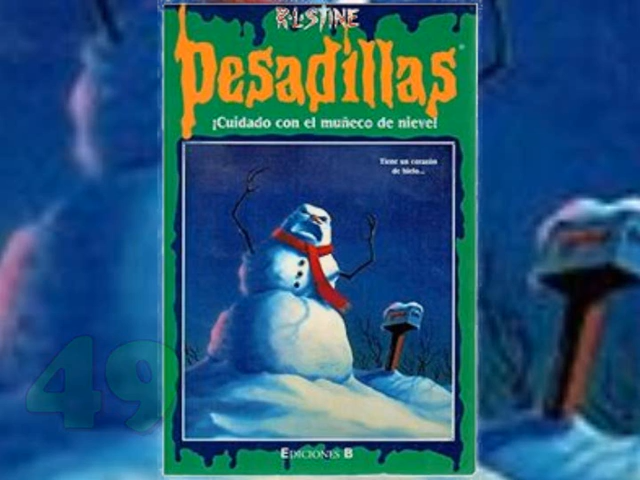 R.L. STINE
Pesadillas
¡Cuidado con el muñeco de nieve!
Tiene un corazón
de hielo...
49
EDICIONES B